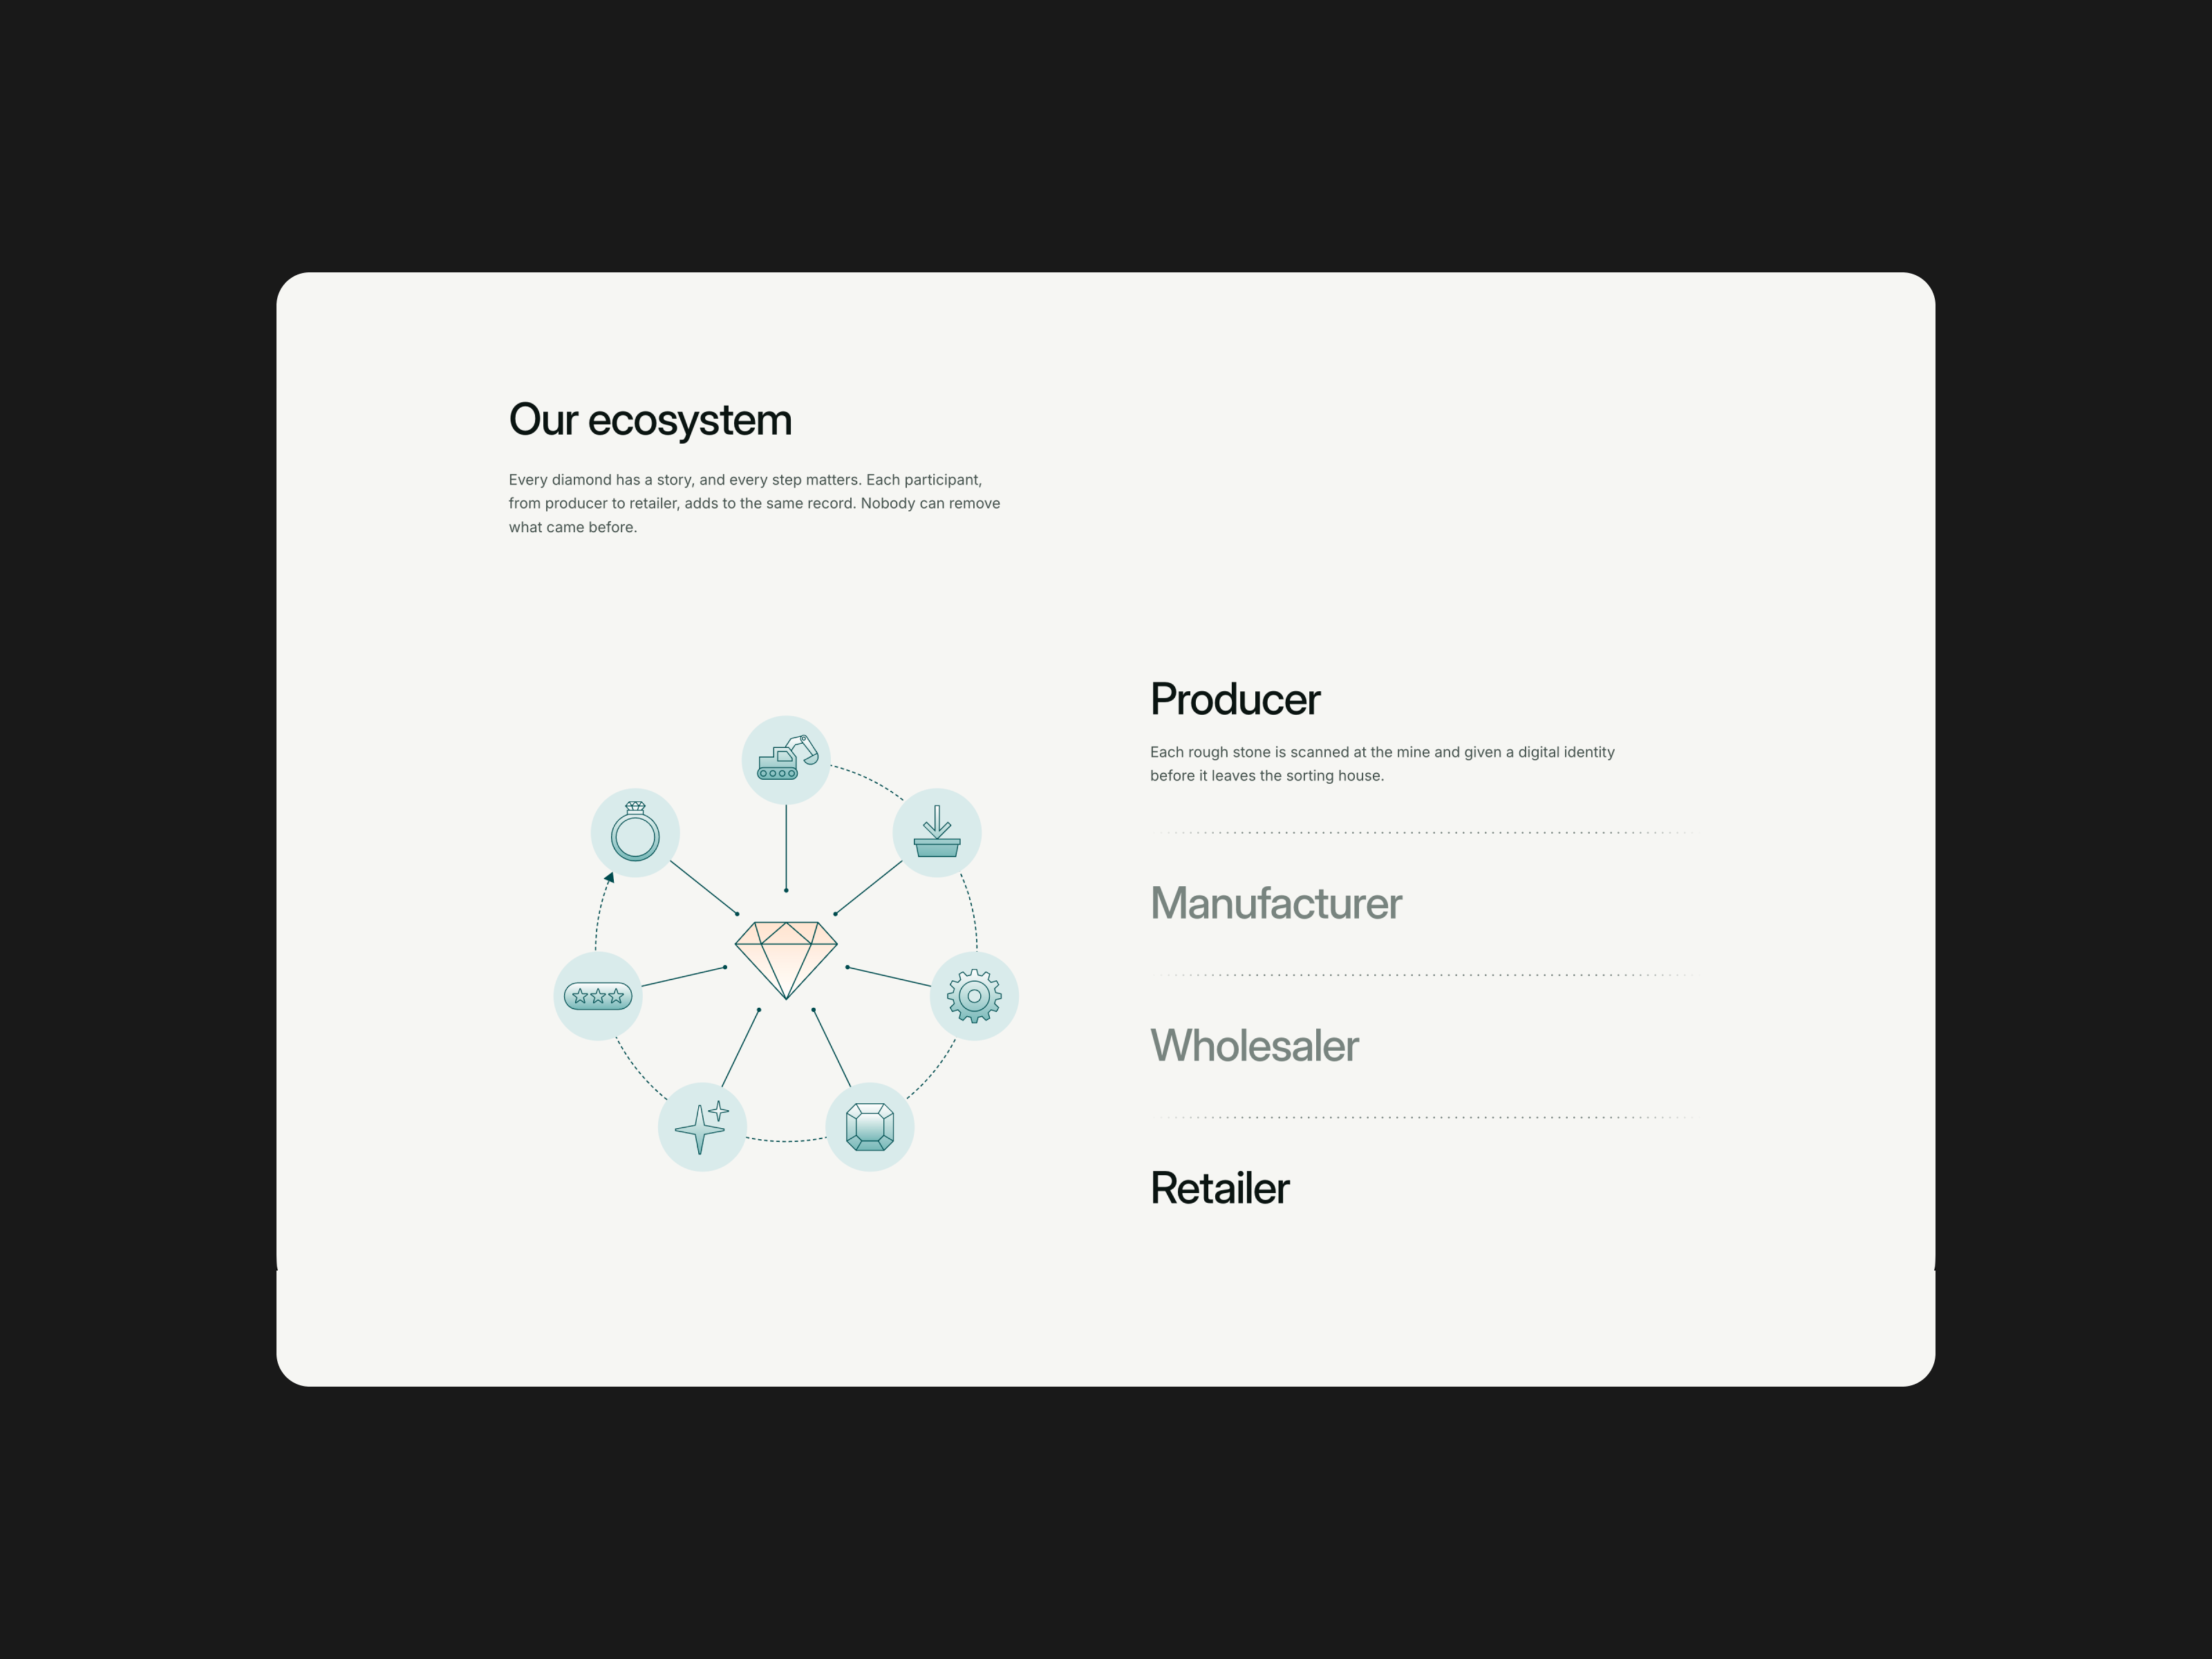 Our ecosystem
Every diamond has a story, and every step matters. Each participant,
from producer to retailer, adds to the same record. Nobody can remove
what came before.
Producer
Each rough stone is scanned at the mine and given a digital identity
before it leaves the sorting house.
Manufacturer
Wholesaler
Retailer